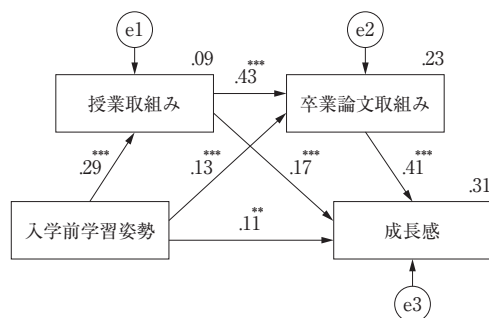 e1
e2
.09
.43***
.23
授業取組み
卒業論文取組み
.29***
.13***
.17***
.41***
.31
入学前学習姿勢
.11**
成長感
e3